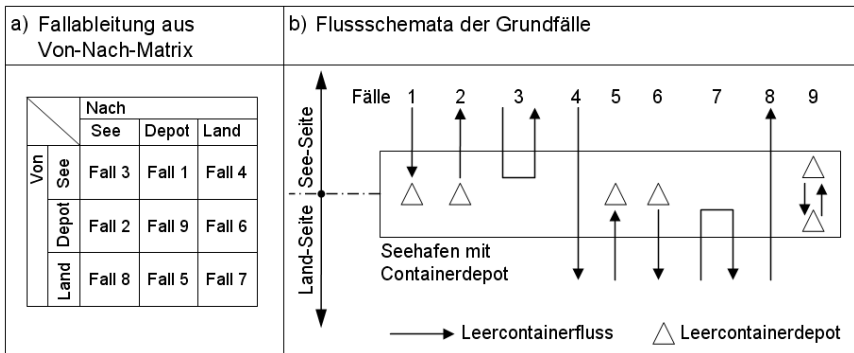 a) Fallableitung aus
Von-Nach-Matrix
Nach
See Depot Land
Von
See Fall 3 Fall 1 Fall 4
Depot Fall 2 Fall 9 Fall 6
Land Fall 8 Fall 5 Fall 7
b) Flussschemata der Grundfälle
Fälle 1 2 3 4 5 6 7 8 9
See-Seite
Land-Seite
Seehafen mit
Containerdepot
Leercontainerfluss Leercontainerdepot